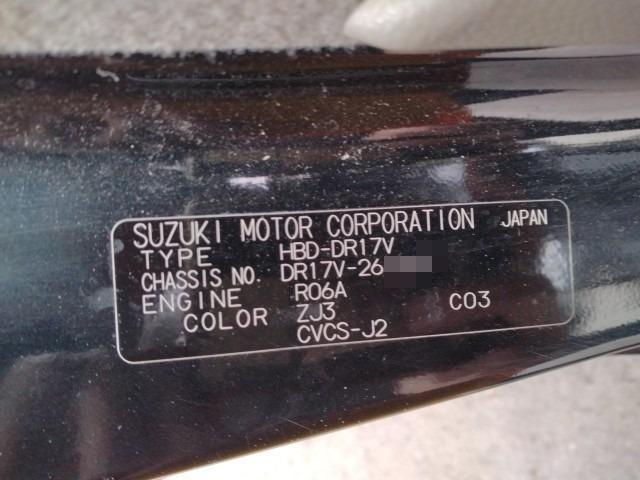 SUZUKI MOTOR CORPORATION JAPAN
TYPE HBD-DR17V
CHASSIS NO. DR17V-26
ENGINE R06A C03
COLOR ZJ3
CVCS-J2